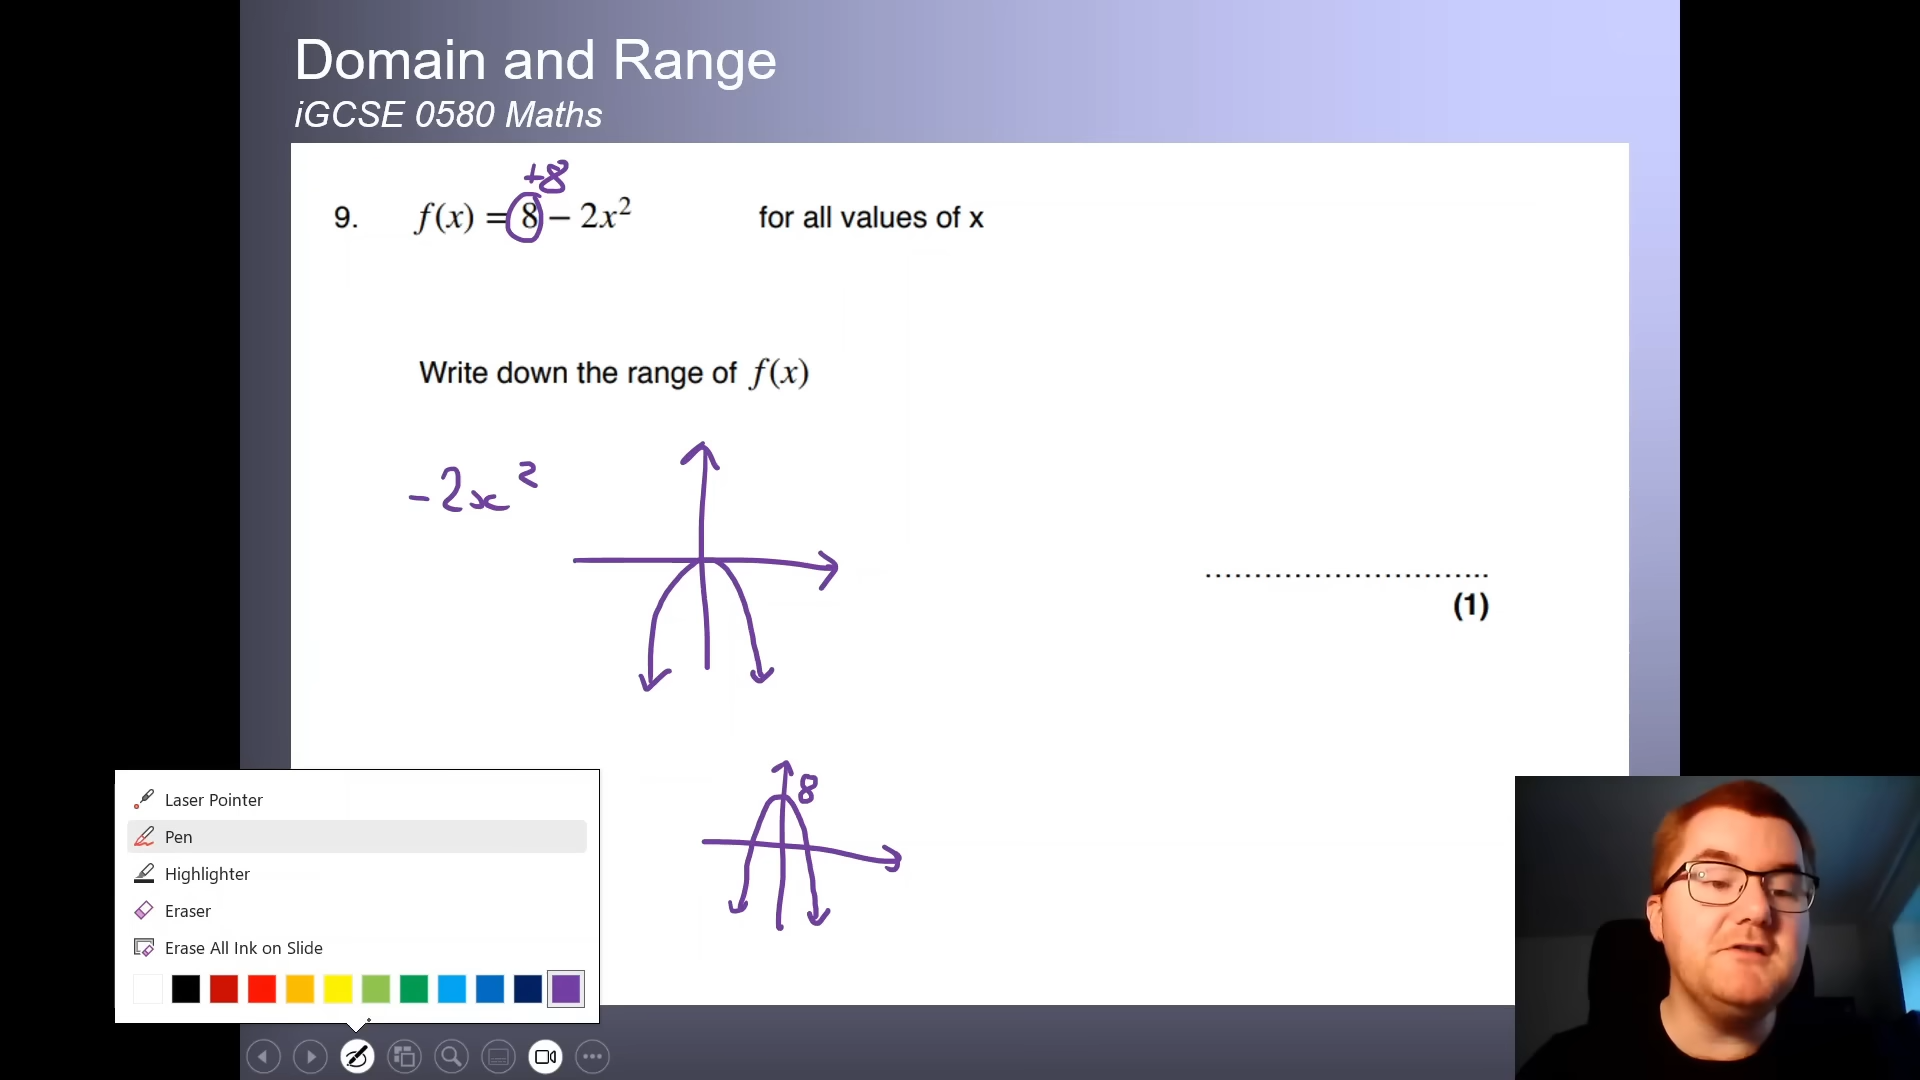 Domain and Range
iGCSE 0580 Maths
+8
9. f(x) = 8 − 2x² for all values of x
Write down the range of f(x)
-2x²
...........................
(1)
8
Laser Pointer
Pen
Highlighter
Eraser
Erase All Ink on Slide